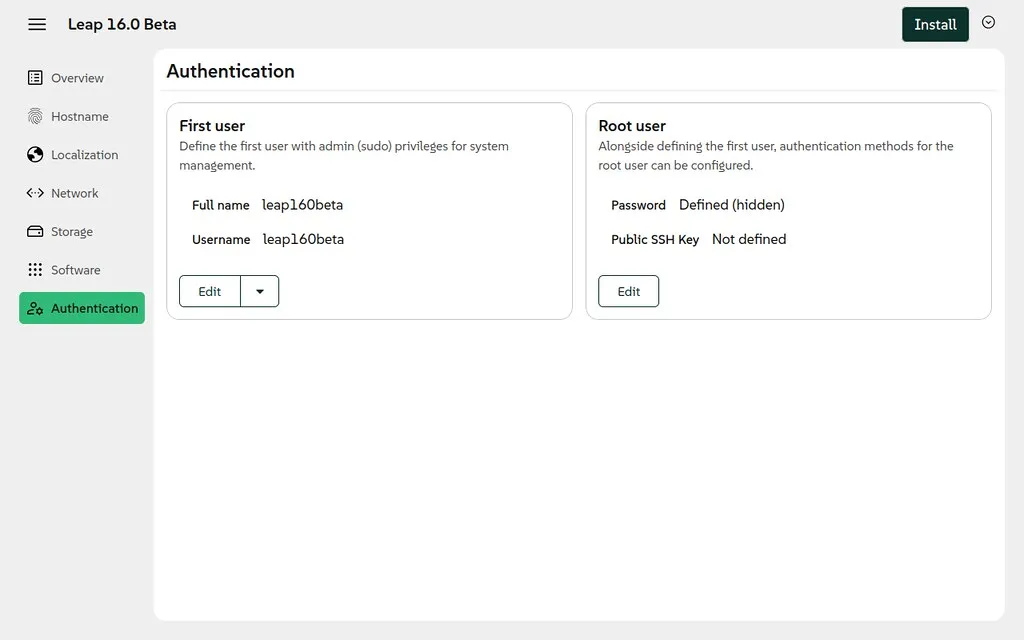 Leap 16.0 Beta
Install
Overview
Hostname
Localization
Network
Storage
Software
Authentication
Authentication
First user
Define the first user with admin (sudo) privileges for system
management.
Full name leap160beta
Username leap160beta
Edit
Root user
Alongside defining the first user, authentication methods for the
root user can be configured.
Password Defined (hidden)
Public SSH Key Not defined
Edit